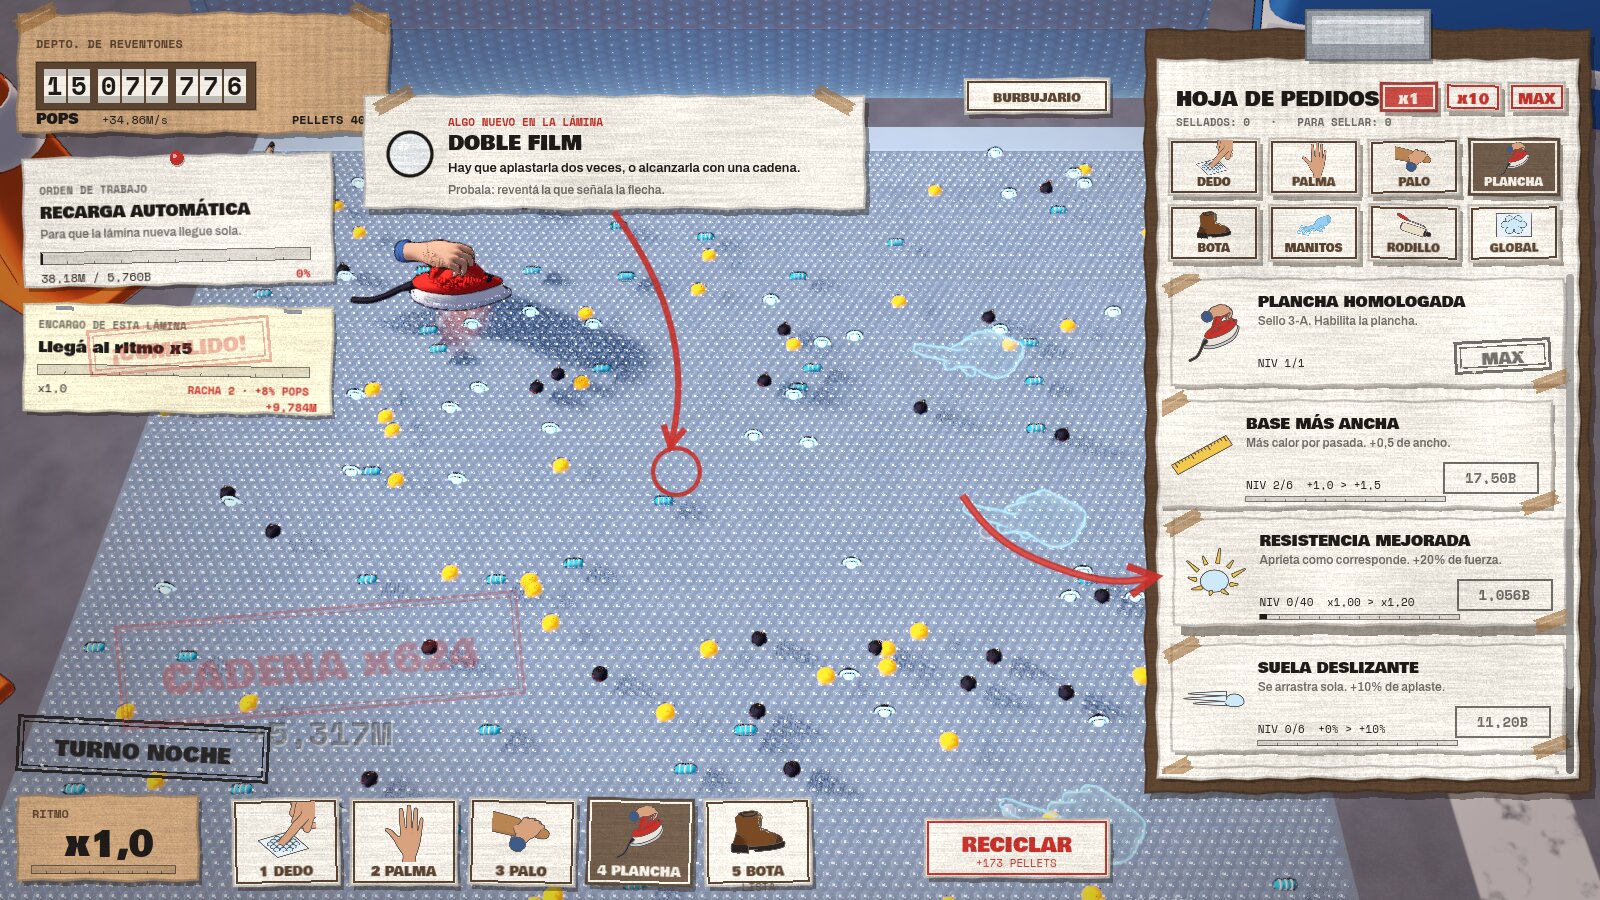 DEPTO. DE REVENTONES
15 077 776
POPS +34,86M/s PELLETS 40
ORDEN DE TRABAJO
RECARGA AUTOMÁTICA
Para que la lámina nueva llegue sola.
38,18M / 5,760B 0%
ENCARGO DE ESTA LÁMINA
Llegá al ritmo x5
x1,0 RACHA 2 · +8% POPS
+9,784M
ALGO NUEVO EN LA LÁMINA
DOBLE FILM
Hay que aplastarla dos veces, o alcanzarla con una cadena.
Probala: reventá la que señala la flecha.
BURBUJARIO
HOJA DE PEDIDOS x1 x10 MAX
SELLADOS: 0 · PARA SELLAR: 0
DEDO PALMA PALO PLANCHA
BOTA MANITOS RODILLO GLOBAL
PLANCHA HOMOLOGADA
Sello 3-A. Habilita la plancha.
NIV 1/1 MAX
BASE MÁS ANCHA
Más calor por pasada. +0,5 de ancho.
NIV 2/6 +1,0 > +1,5 17,50B
RESISTENCIA MEJORADA
Aprieta como corresponde. +20% de fuerza.
NIV 0/40 x1,00 > x1,20 1,056B
SUELA DESLIZANTE
Se arrastra sola. +10% de aplaste.
NIV 0/6 +0% > +10% 11,20B
CADENA x624
5,317M
TURNO NOCHE
RITMO
x1,0
1 DEDO 2 PALMA 3 PALO 4 PLANCHA 5 BOTA
LISTA
RECICLAR
+173 PELLETS